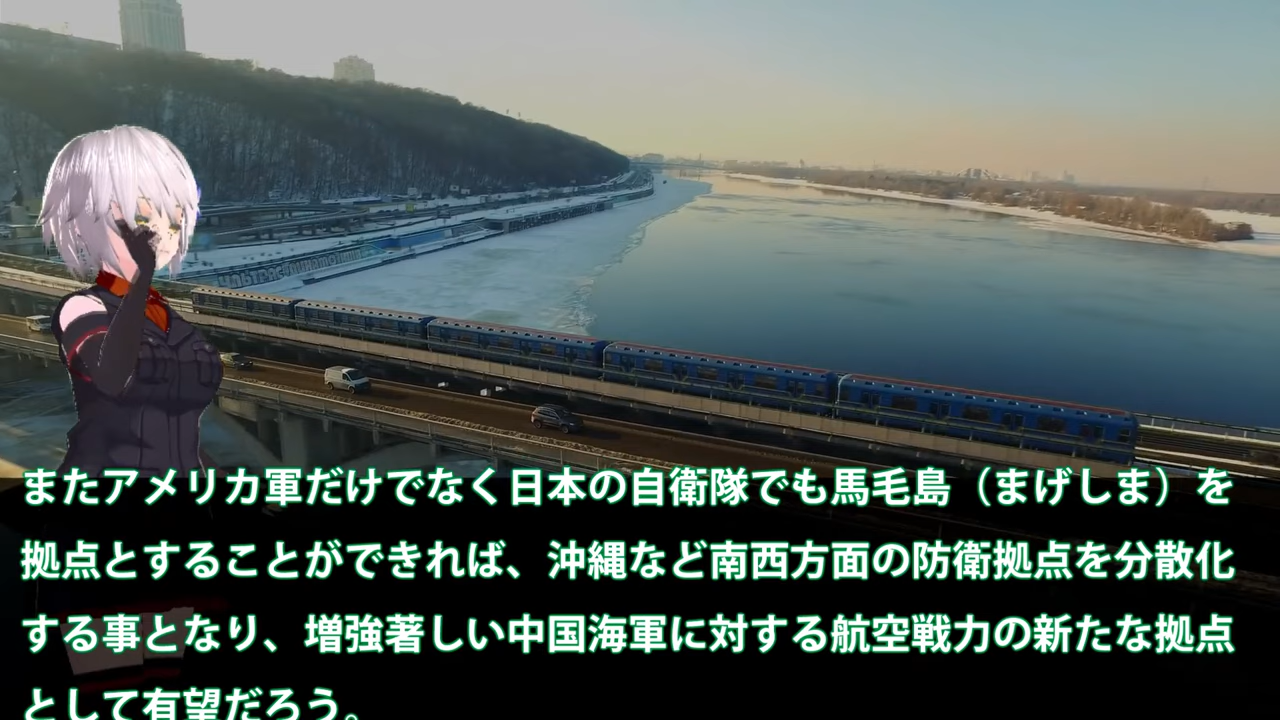 またアメリカ軍だけでなく日本の自衛隊でも馬毛島（まげしま）を
拠点とすることができれば、沖縄など南西方面の防衛拠点を分散化
する事となり、増強著しい中国海軍に対する航空戦力の新たな拠点
として有望だろう。